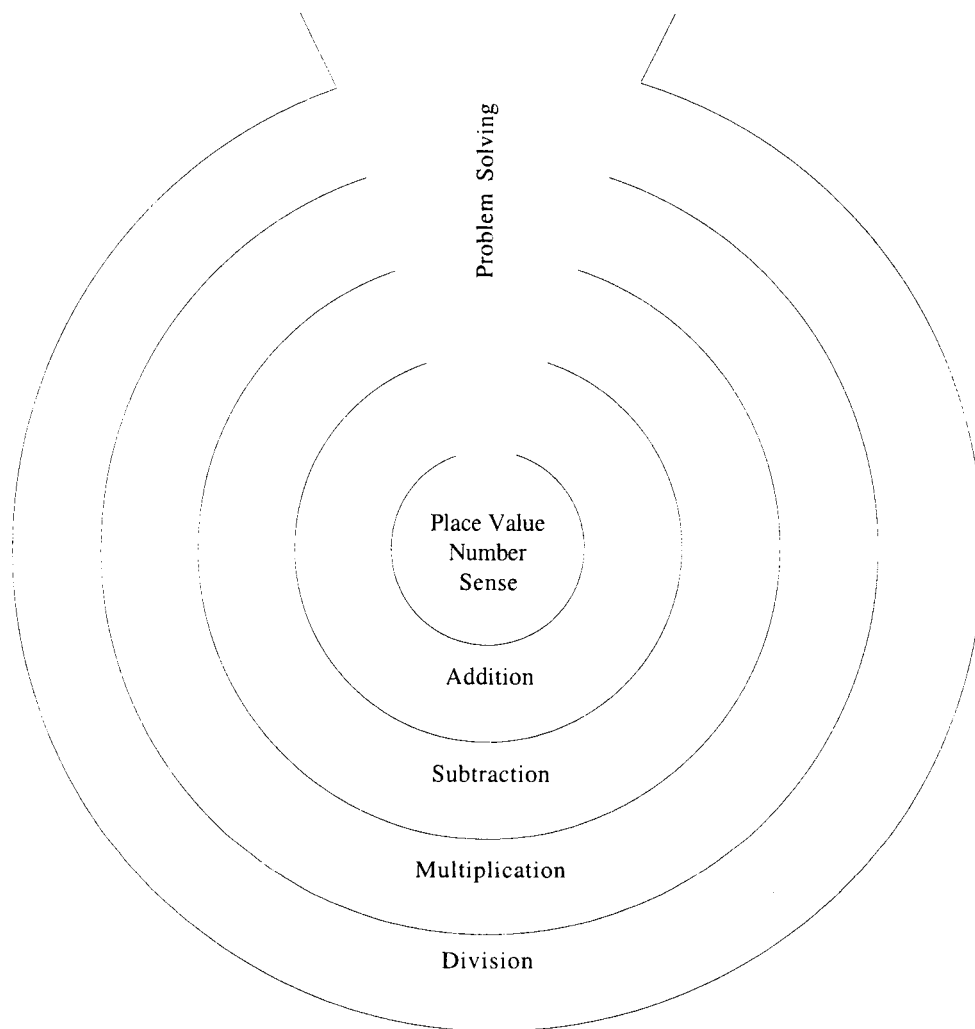 Problem Solving
Place Value
Number
Sense
Addition
Subtraction
Multiplication
Division